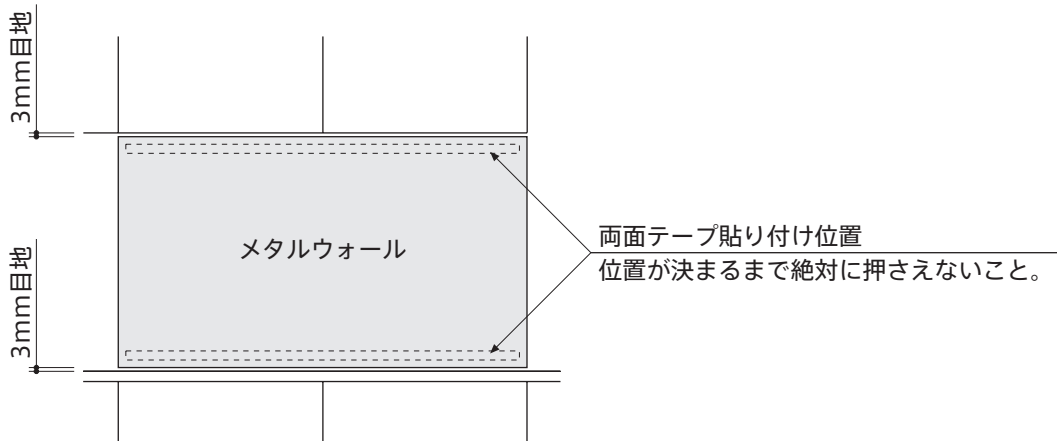 3mm目地
メタルウォール
両面テープ貼り付け位置
位置が決まるまで絶対に押さえないこと。
3mm目地